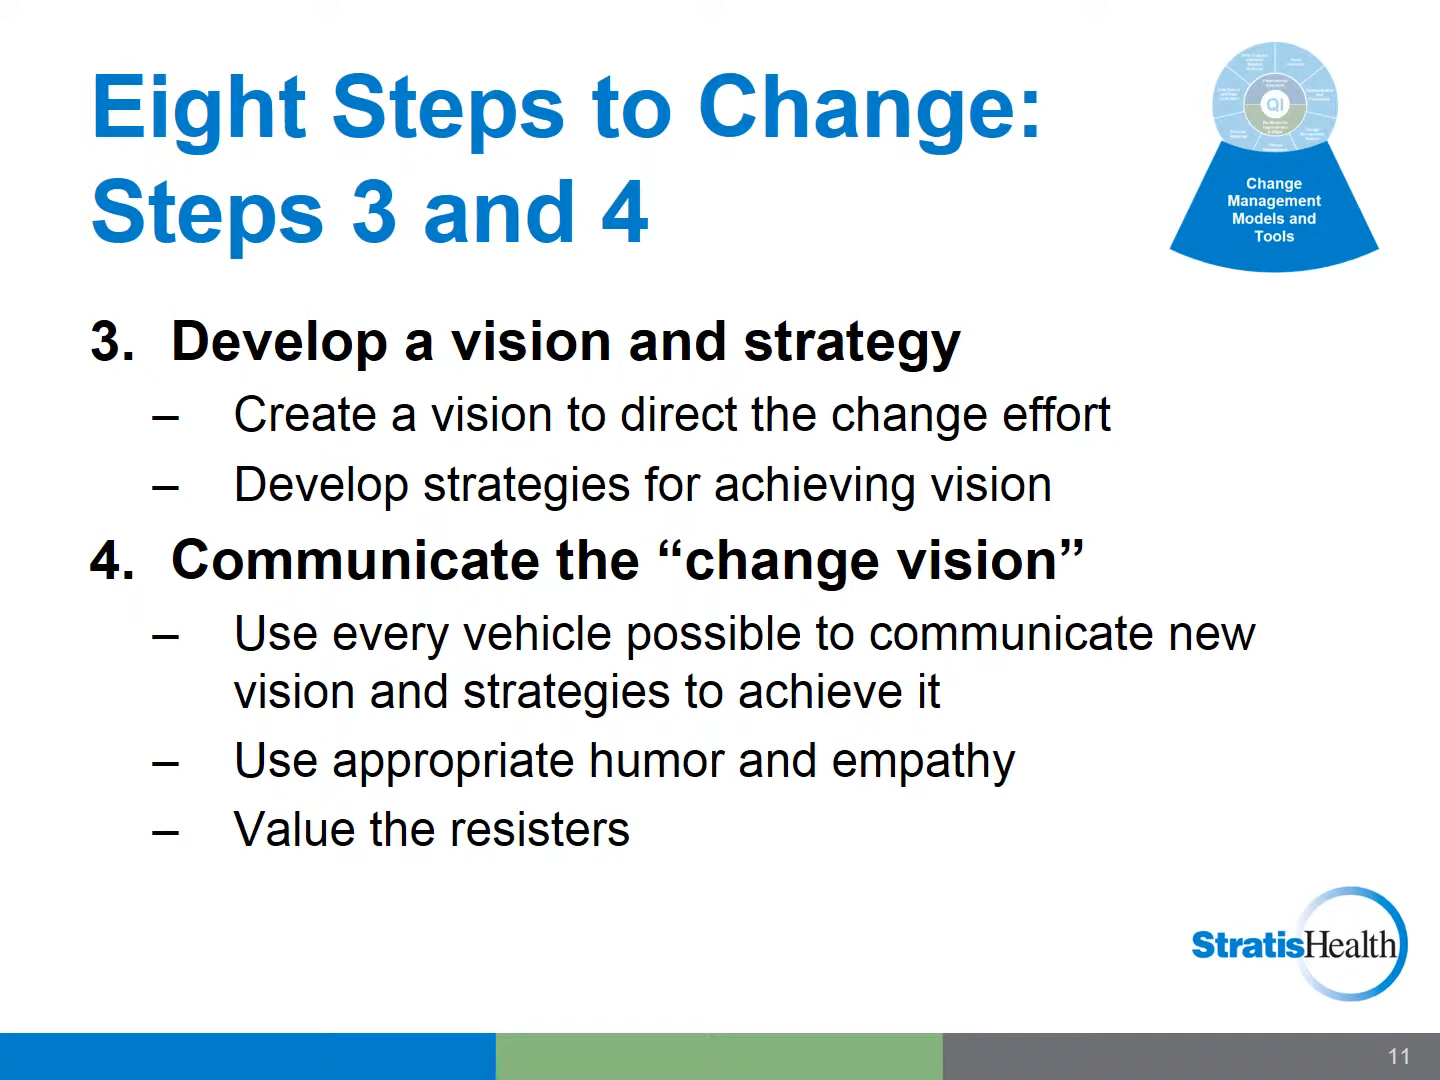 Eight Steps to Change:
Steps 3 and 4
QI
Change
Management
Models and
Tools
3. Develop a vision and strategy
– Create a vision to direct the change effort
– Develop strategies for achieving vision
4. Communicate the “change vision”
– Use every vehicle possible to communicate new
vision and strategies to achieve it
– Use appropriate humor and empathy
– Value the resisters
StratisHealth
11